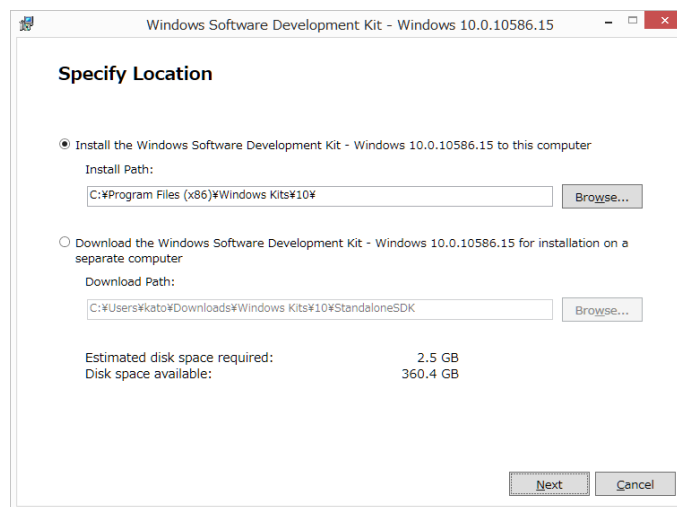 Windows Software Development Kit - Windows 10.0.10586.15
Specify Location
Install the Windows Software Development Kit - Windows 10.0.10586.15 to this computer
Install Path:
C:¥Program Files (x86)¥Windows Kits¥10¥
Browse...
Download the Windows Software Development Kit - Windows 10.0.10586.15 for installation on a
separate computer
Download Path:
C:¥Users¥kato¥Downloads¥Windows Kits¥10¥StandaloneSDK
Browse...
Estimated disk space required: 2.5 GB
Disk space available: 360.4 GB
Next Cancel